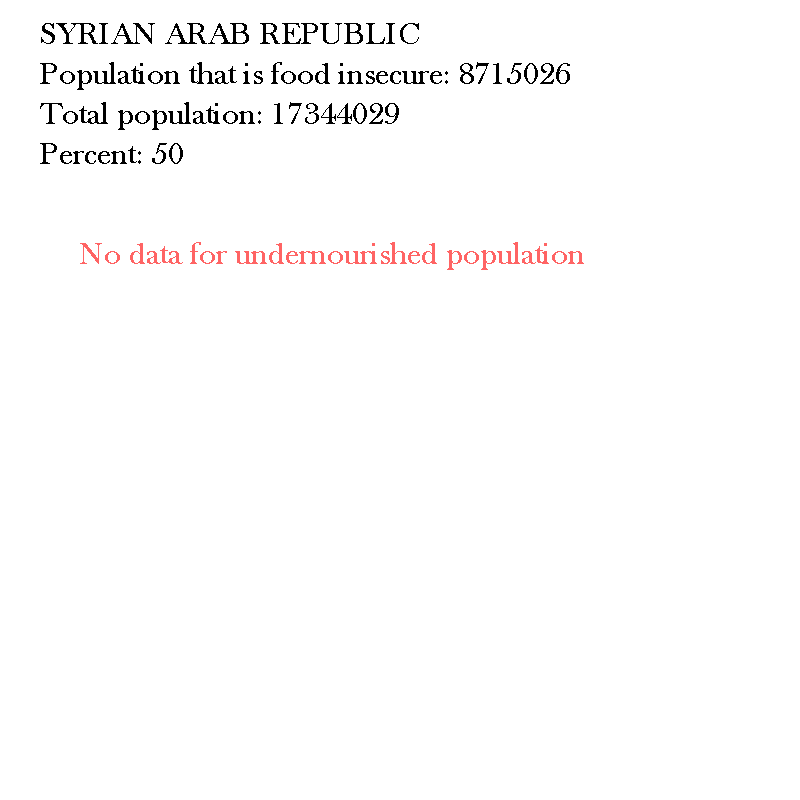 SYRIAN ARAB REPUBLIC
Population that is food insecure: 8715026
Total population: 17344029
Percent: 50
No data for undernourished population